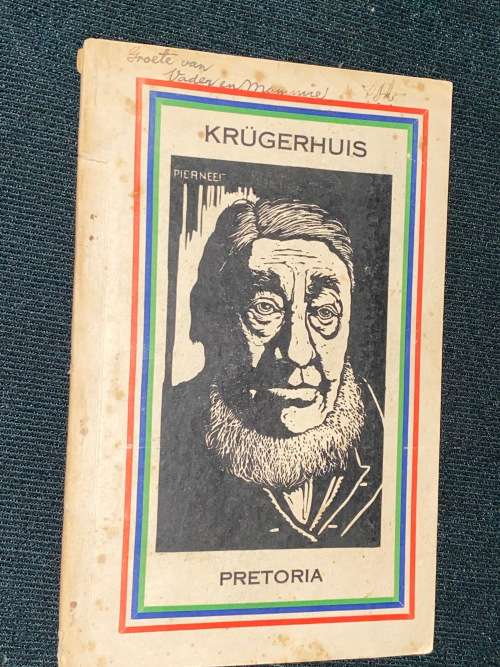 Groete van
Vader en Mammie
KRÜGERHUIS
PIERNEEF
PRETORIA